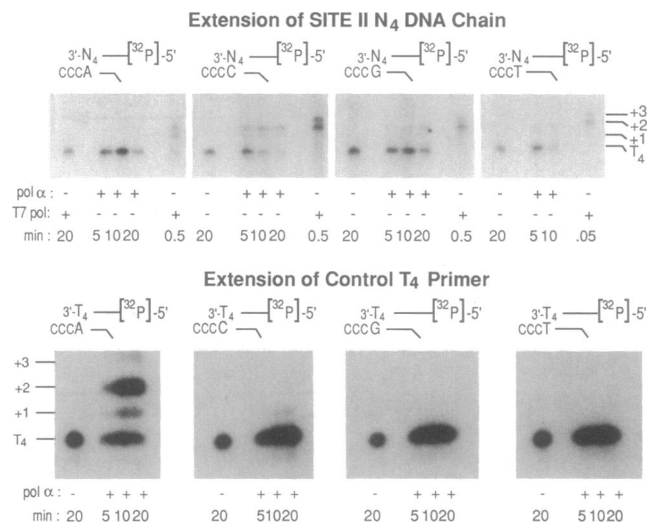 Extension of SITE II N4 DNA Chain
3'-N4 [32P]-5' 3'-N4 [32P]-5' 3'-N4 [32P]-5' 3'-N4 [32P]-5'
CCCA CCCC CCCG CCCT
+3
+2
+1
T4
pol α : - + + + - - + + + - - + + + - - + + -
T7 pol: + + + +
min : 20 5 10 20 0.5 20 5 10 20 0.5 20 5 10 20 0.5 20 5 10 .05
Extension of Control T4 Primer
3'-T4 [32P]-5' 3'-T4 [32P]-5' 3'-T4 [32P]-5' 3'-T4 [32P]-5'
CCCA CCCC CCCG CCCT
+3
+2
+1
T4
pol α : - + + + - + + + - + + + - + + +
min: 20 5 10 20 20 5 10 20 20 5 10 20 20 5 10 20